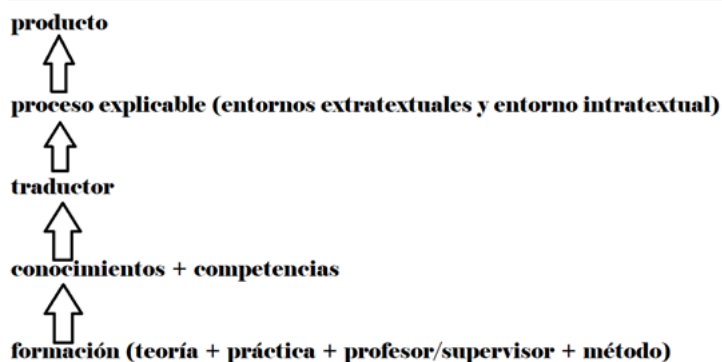 producto
proceso explicable (entornos extratextuales y entorno intratextual)
traductor
conocimientos + competencias
formación (teoría + práctica + profesor/supervisor + método)